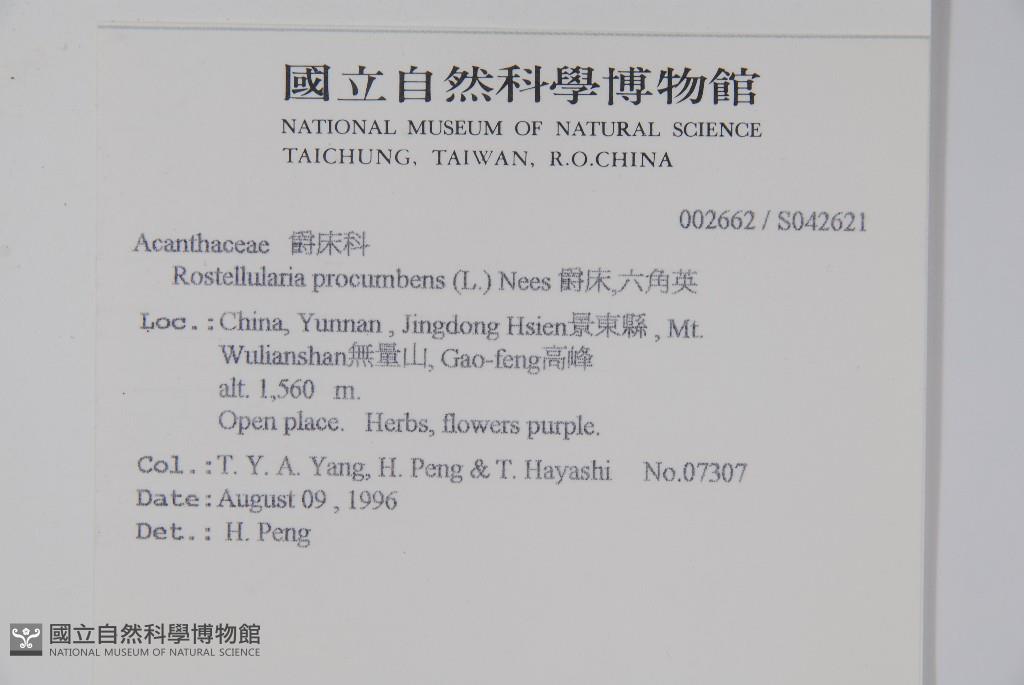 國立自然科學博物館
NATIONAL MUSEUM OF NATURAL SCIENCE
TAICHUNG, TAIWAN, R.O.CHINA
002662 / S042621
Acanthaceae 爵床科
Rostellularia procumbens (L.) Nees 爵床,六角英
Loc.:China, Yunnan , Jingdong Hsien景東縣 , Mt.
Wulianshan無量山, Gao-feng高峰
alt. 1,560 m.
Open place. Herbs, flowers purple.
Col.:T. Y. A. Yang, H. Peng & T. Hayashi No.07307
Date:August 09 , 1996
Det.: H. Peng
國立自然科學博物館
NATIONAL MUSEUM OF NATURAL SCIENCE